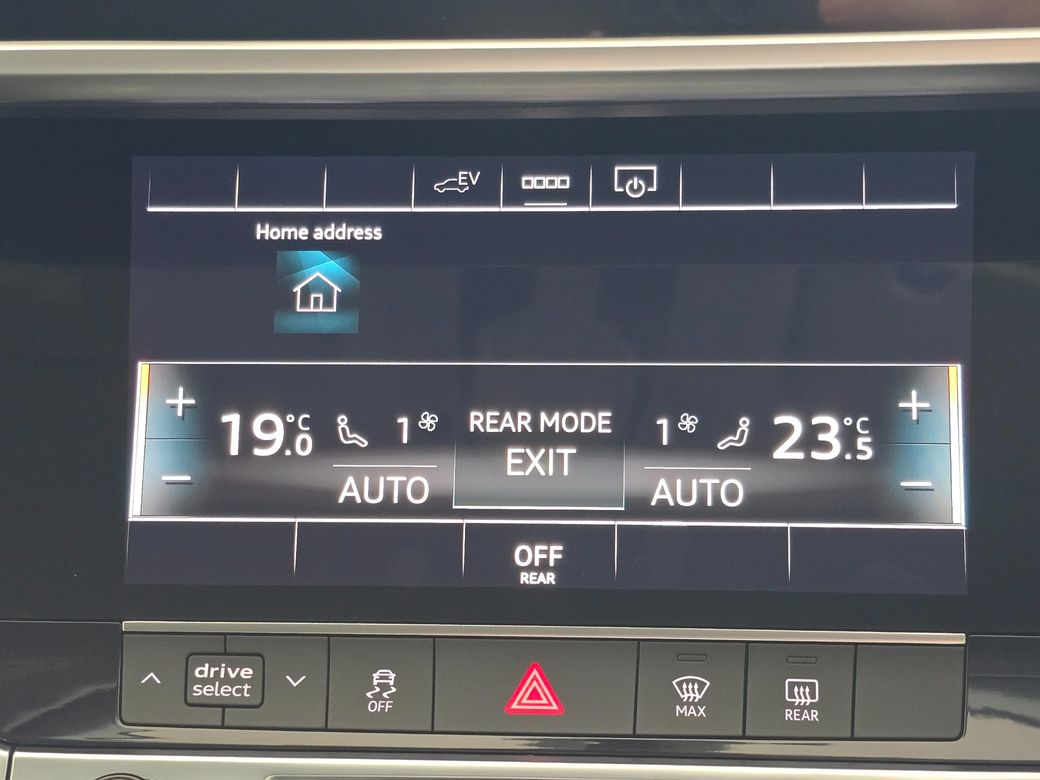 EV
Home address
+ 19.0 °C 1 REAR MODE 1 23.5 °C +
- AUTO EXIT AUTO -
OFF
REAR
drive
select
OFF
MAX
REAR